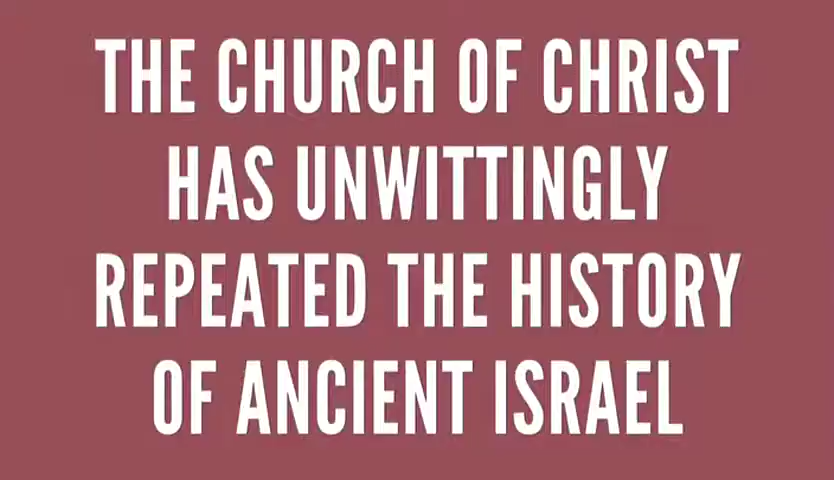 THE CHURCH OF CHRIST
HAS UNWITTINGLY
REPEATED THE HISTORY
OF ANCIENT ISRAEL